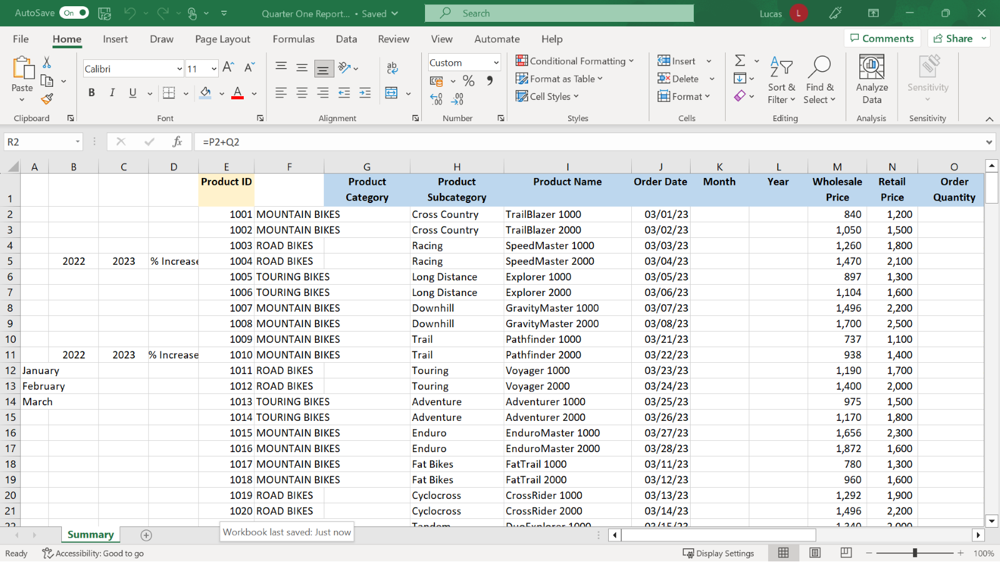 AutoSave On Quarter One Report... • Saved Search Lucas L
File Home Insert Draw Page Layout Formulas Data Review View Automate Help Comments Share
Paste
Calibri 11
B I U A
Custom
Conditional Formatting
Format as Table
Cell Styles
Insert
Delete
Format
Sort & Filter
Find & Select
Analyze Data
Sensitivity
Clipboard Font Alignment Number Styles Cells Editing Analysis Sensitivity
R2 fx =P2+Q2
A B C D E F G H I J K L M N O
1 Product ID Product Category Product Subcategory Product Name Order Date Month Year Wholesale Price Retail Price Order Quantity
2 1001 MOUNTAIN BIKES Cross Country TrailBlazer 1000 03/01/23 840 1,200
3 1002 MOUNTAIN BIKES Cross Country TrailBlazer 2000 03/02/23 1,050 1,500
4 1003 ROAD BIKES Racing SpeedMaster 1000 03/03/23 1,260 1,800
5 2022 2023 % Increase 1004 ROAD BIKES Racing SpeedMaster 2000 03/04/23 1,470 2,100
6 1005 TOURING BIKES Long Distance Explorer 1000 03/05/23 897 1,300
7 1006 TOURING BIKES Long Distance Explorer 2000 03/06/23 1,104 1,600
8 1007 MOUNTAIN BIKES Downhill GravityMaster 1000 03/07/23 1,496 2,200
9 1008 MOUNTAIN BIKES Downhill GravityMaster 2000 03/08/23 1,700 2,500
10 1009 MOUNTAIN BIKES Trail Pathfinder 1000 03/21/23 737 1,100
11 2022 2023 % Increase 1010 MOUNTAIN BIKES Trail Pathfinder 2000 03/22/23 938 1,400
12 January 1011 ROAD BIKES Touring Voyager 1000 03/23/23 1,190 1,700
13 February 1012 ROAD BIKES Touring Voyager 2000 03/24/23 1,400 2,000
14 March 1013 TOURING BIKES Adventure Adventurer 1000 03/25/23 975 1,500
15 1014 TOURING BIKES Adventure Adventurer 2000 03/26/23 1,170 1,800
16 1015 MOUNTAIN BIKES Enduro EnduroMaster 1000 03/27/23 1,656 2,300
17 1016 MOUNTAIN BIKES Enduro EnduroMaster 2000 03/28/23 1,872 1,600
18 1017 MOUNTAIN BIKES Fat Bikes FatTrail 1000 03/11/23 780 1,300
19 1018 MOUNTAIN BIKES Fat Bikes FatTrail 2000 03/12/23 960 1,600
20 1019 ROAD BIKES Cyclocross CrossRider 1000 03/13/23 1,292 1,900
21 1020 ROAD BIKES Cyclocross CrossRider 2000 03/14/23 1,496 2,200
Summary
Workbook last saved: Just now
Ready Accessibility: Good to go Display Settings 100%